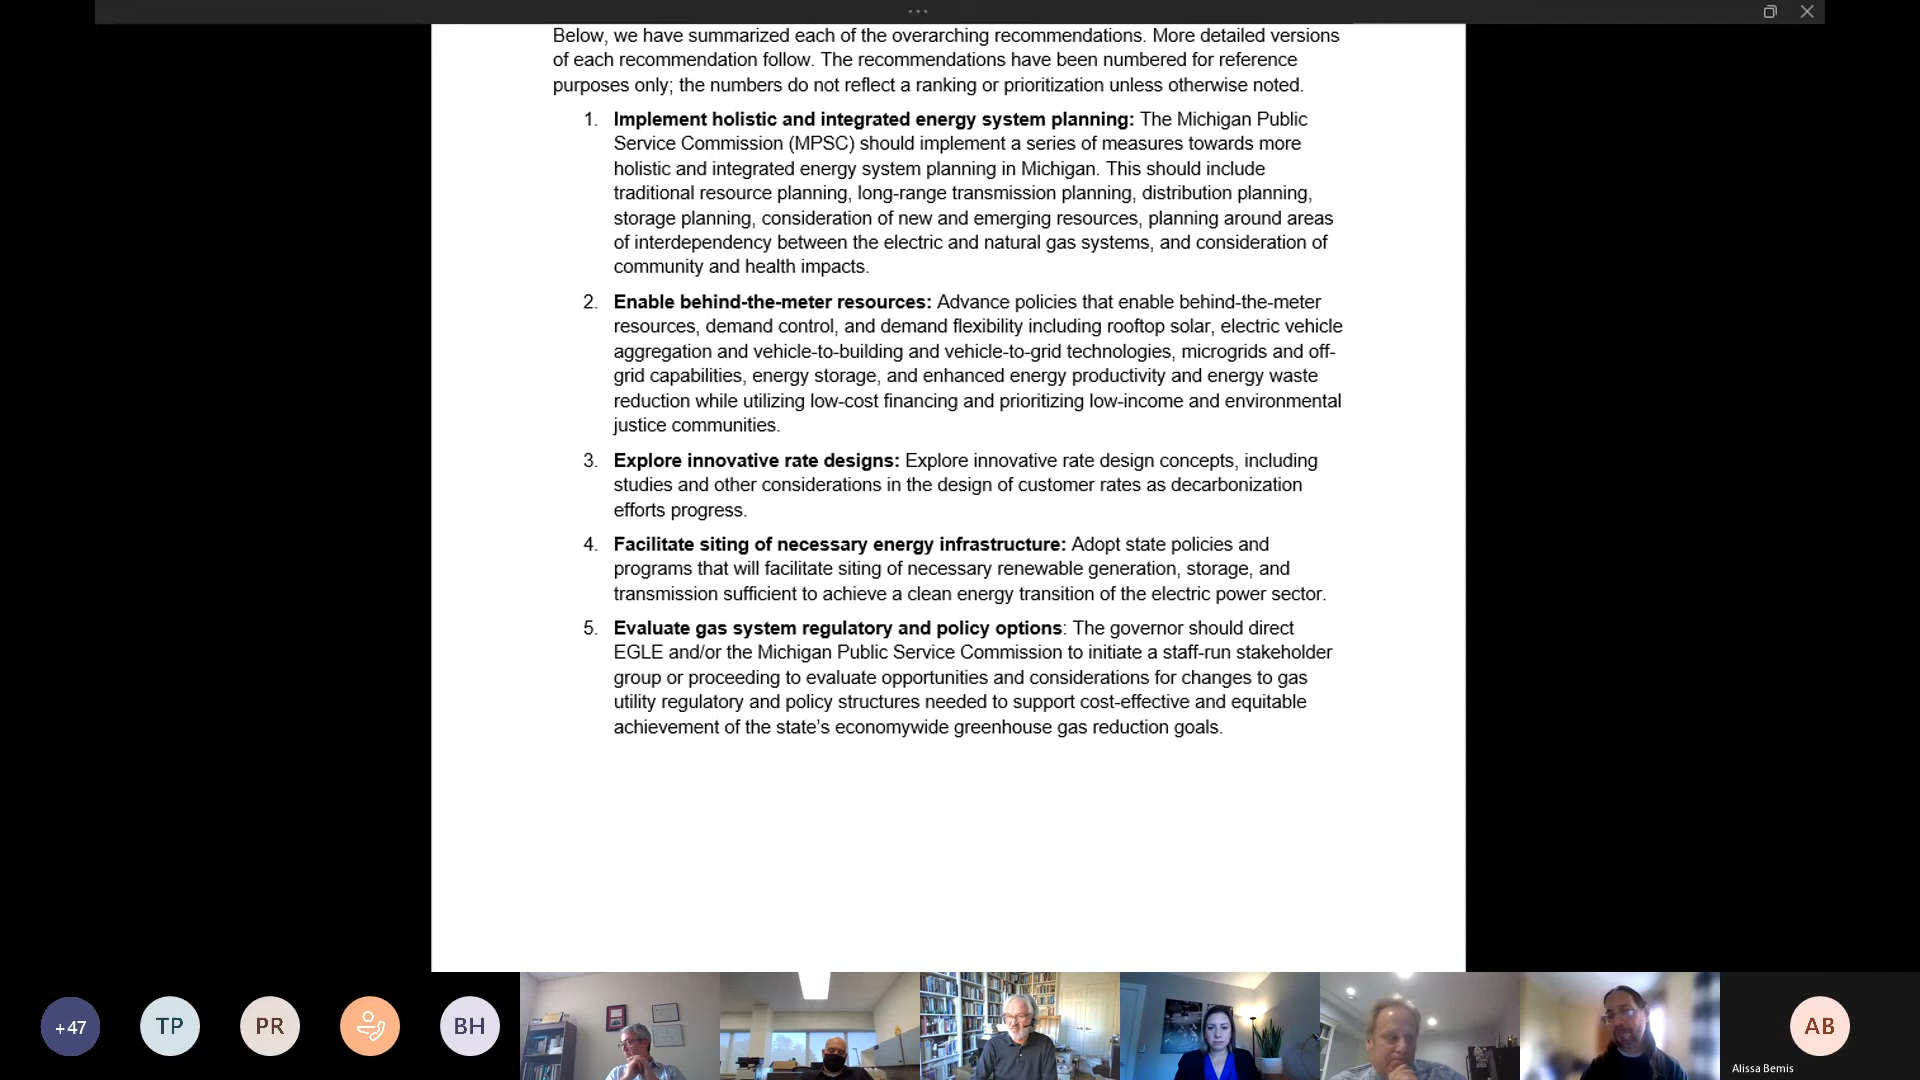 Below, we have summarized each of the overarching recommendations. More detailed versions
of each recommendation follow. The recommendations have been numbered for reference
purposes only; the numbers do not reflect a ranking or prioritization unless otherwise noted.
1. Implement holistic and integrated energy system planning: The Michigan Public
Service Commission (MPSC) should implement a series of measures towards more
holistic and integrated energy system planning in Michigan. This should include
traditional resource planning, long-range transmission planning, distribution planning,
storage planning, consideration of new and emerging resources, planning around areas
of interdependency between the electric and natural gas systems, and consideration of
community and health impacts.
2. Enable behind-the-meter resources: Advance policies that enable behind-the-meter
resources, demand control, and demand flexibility including rooftop solar, electric vehicle
aggregation and vehicle-to-building and vehicle-to-grid technologies, microgrids and off-
grid capabilities, energy storage, and enhanced energy productivity and energy waste
reduction while utilizing low-cost financing and prioritizing low-income and environmental
justice communities.
3. Explore innovative rate designs: Explore innovative rate design concepts, including
studies and other considerations in the design of customer rates as decarbonization
efforts progress.
4. Facilitate siting of necessary energy infrastructure: Adopt state policies and
programs that will facilitate siting of necessary renewable generation, storage, and
transmission sufficient to achieve a clean energy transition of the electric power sector.
5. Evaluate gas system regulatory and policy options: The governor should direct
EGLE and/or the Michigan Public Service Commission to initiate a staff-run stakeholder
group or proceeding to evaluate opportunities and considerations for changes to gas
utility regulatory and policy structures needed to support cost-effective and equitable
achievement of the state’s economywide greenhouse gas reduction goals.
+47 TP PR BH AB
Alissa Bemis